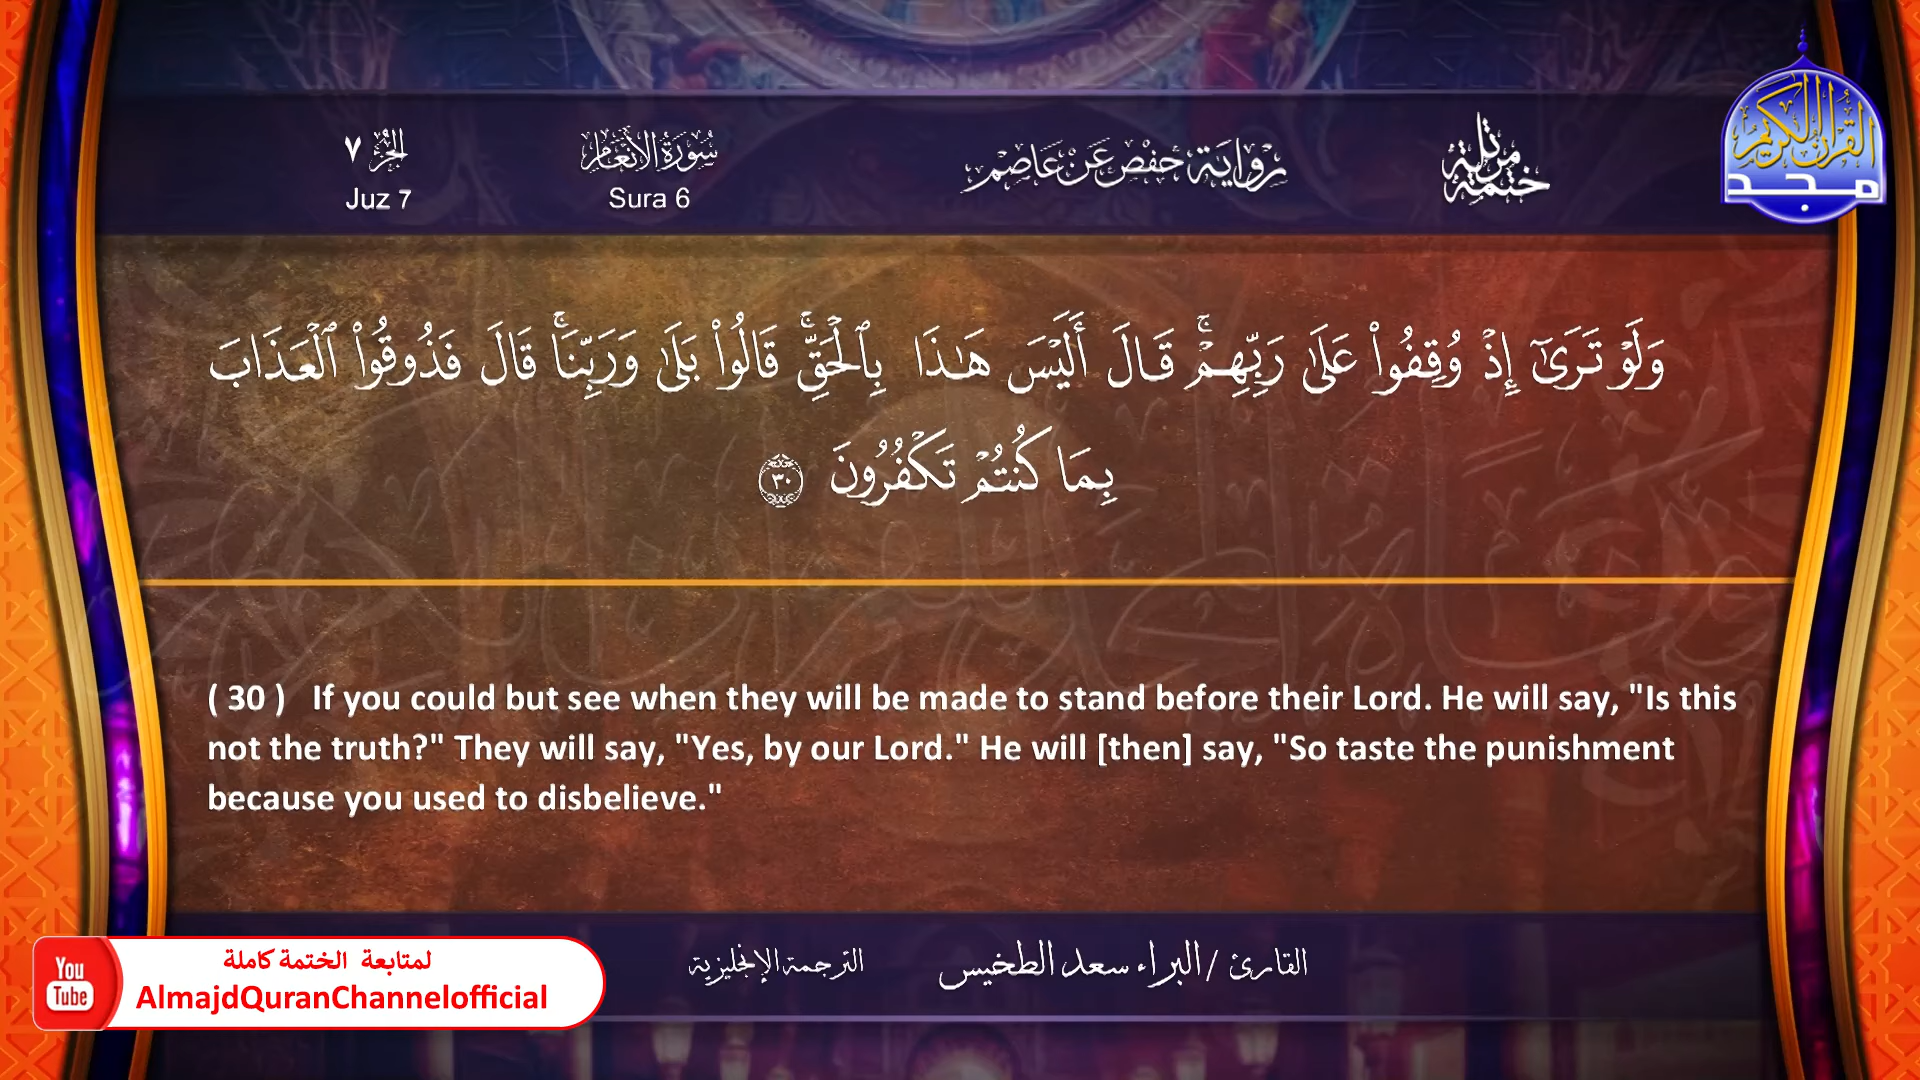 ختمة مرتلة
رواية حفص عن عاصم
سورة الأنعام
Sura 6
الجزء ٧
Juz 7
القرآن الكريم
مجد
وَلَوْ تَرَىٰٓ إِذْ وُقِفُوا۟ عَلَىٰ رَبِّهِمْ ۚ قَالَ أَلَيْسَ هَـٰذَا بِٱلْحَقِّ ۚ قَالُوا۟ بَلَىٰ وَرَبِّنَا ۚ قَالَ فَذُوقُوا۟ ٱلْعَذَابَ
بِمَا كُنتُمْ تَكْفُرُونَ ٣٠
( 30 ) If you could but see when they will be made to stand before their Lord. He will say, "Is this
not the truth?" They will say, "Yes, by our Lord." He will [then] say, "So taste the punishment
because you used to disbelieve."
القارئ / البراء سعد الطخيس
الترجمة الإنجليزية
You
Tube
لمتابعة الختمة كاملة
AlmajdQuranChannelofficial